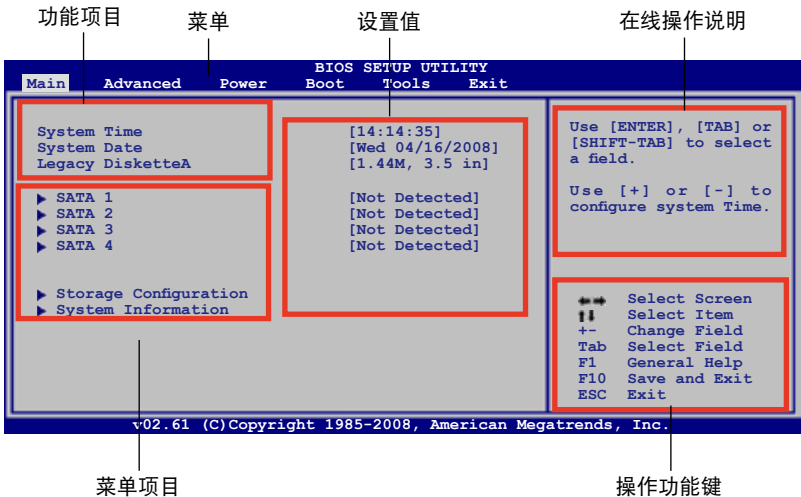 功能项目 菜单 设置值 在线操作说明
BIOS SETUP UTILITY
Main Advanced Power Boot Tools Exit
System Time [14:14:35]
System Date [Wed 04/16/2008]
Legacy DisketteA [1.44M, 3.5 in]
SATA 1 [Not Detected]
SATA 2 [Not Detected]
SATA 3 [Not Detected]
SATA 4 [Not Detected]
Storage Configuration
System Information
Use [ENTER], [TAB] or
[SHIFT-TAB] to select
a field.
Use [+] or [-] to
configure system Time.
←→ Select Screen
↑↓ Select Item
+- Change Field
Tab Select Field
F1 General Help
F10 Save and Exit
ESC Exit
v02.61 (C)Copyright 1985-2008, American Megatrends, Inc.
菜单项目 操作功能键